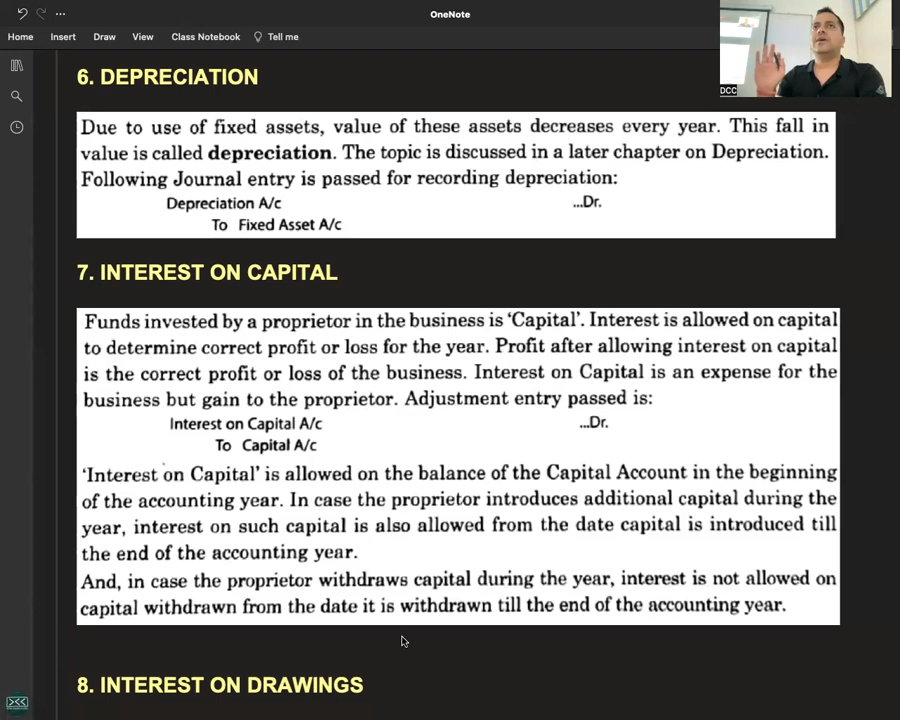 OneNote
Home Insert Draw View Class Notebook Tell me
DCC
6. DEPRECIATION
Due to use of fixed assets, value of these assets decreases every year. This fall in
value is called depreciation. The topic is discussed in a later chapter on Depreciation.
Following Journal entry is passed for recording depreciation:
Depreciation A/c ...Dr.
To Fixed Asset A/c
7. INTEREST ON CAPITAL
Funds invested by a proprietor in the business is ‘Capital’. Interest is allowed on capital
to determine correct profit or loss for the year. Profit after allowing interest on capital
is the correct profit or loss of the business. Interest on Capital is an expense for the
business but gain to the proprietor. Adjustment entry passed is:
Interest on Capital A/c ...Dr.
To Capital A/c
‘Interest on Capital’ is allowed on the balance of the Capital Account in the beginning
of the accounting year. In case the proprietor introduces additional capital during the
year, interest on such capital is also allowed from the date capital is introduced till
the end of the accounting year.
And, in case the proprietor withdraws capital during the year, interest is not allowed on
capital withdrawn from the date it is withdrawn till the end of the accounting year.
8. INTEREST ON DRAWINGS